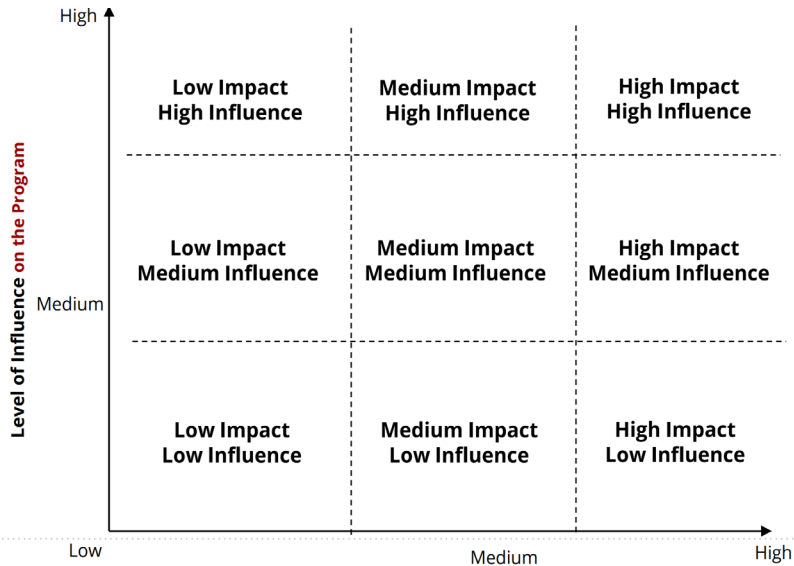 High
Low Impact
High Influence
Medium Impact
High Influence
High Impact
High Influence
Level of Influence on the Program
Low Impact
Medium Influence
Medium Impact
Medium Influence
High Impact
Medium Influence
Medium
Low Impact
Low Influence
Medium Impact
Low Influence
High Impact
Low Influence
Low
Medium
High